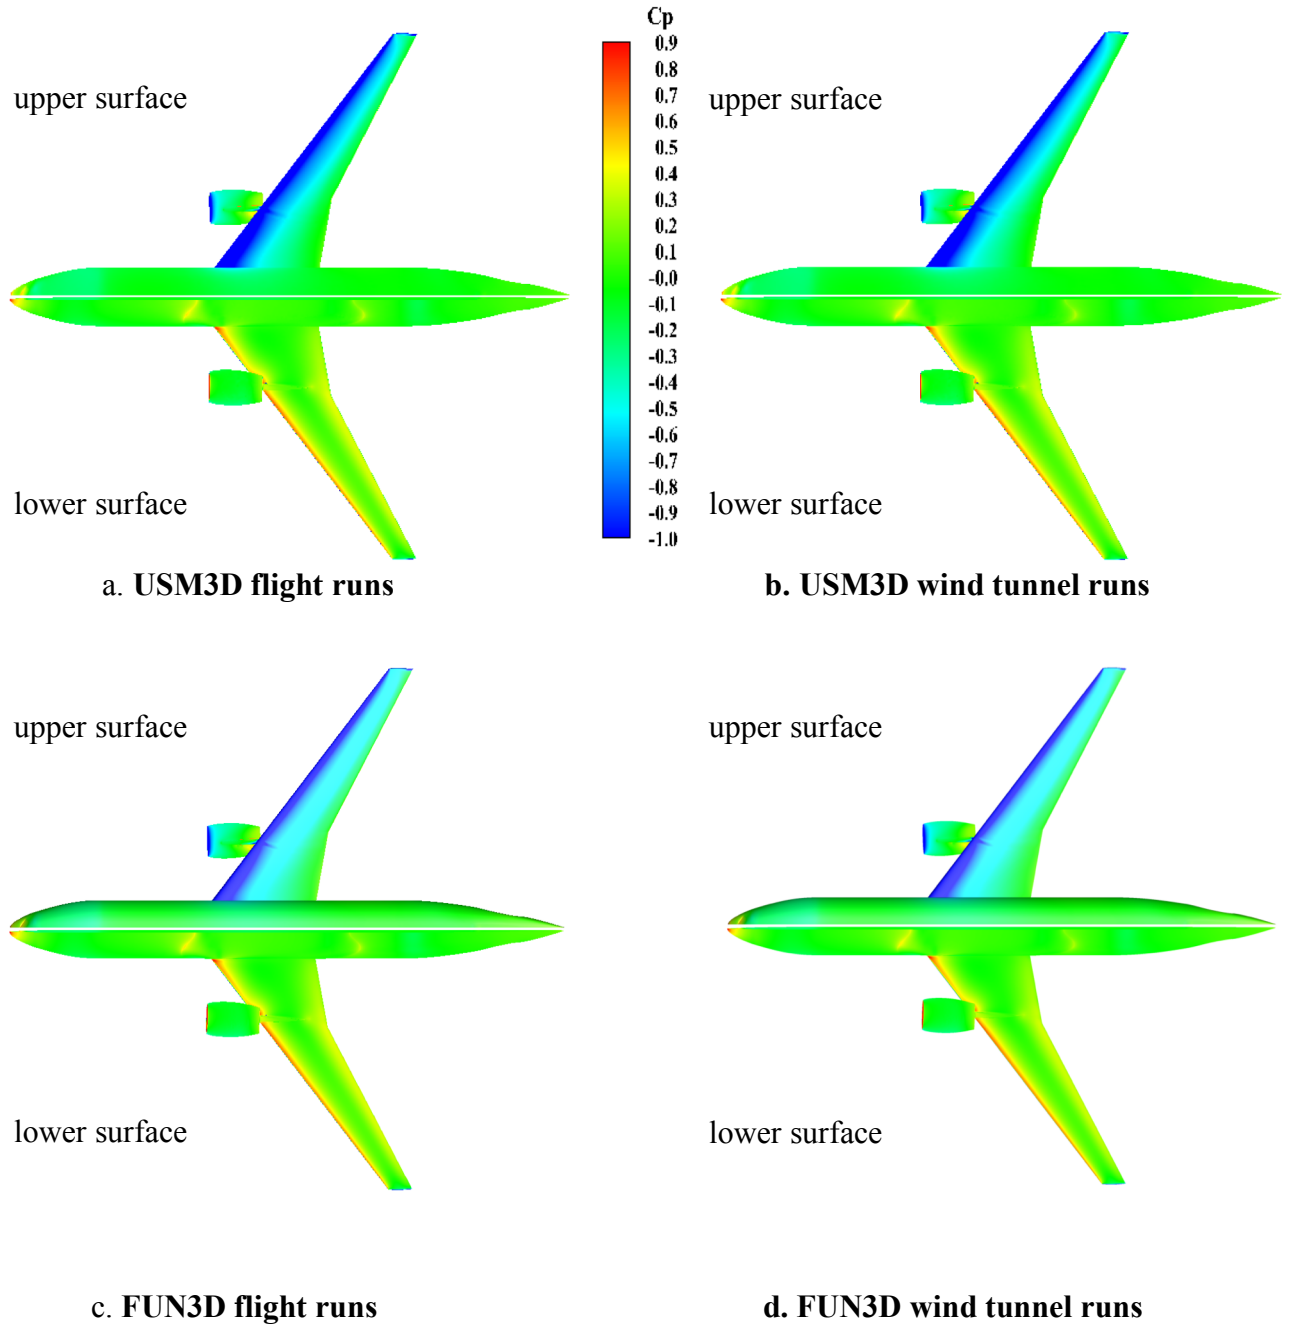 Cp
0.9
0.8
0.7
0.6
0.5
0.4
0.3
0.2
0.1
-0.0
-0.1
-0.2
-0.3
-0.4
-0.5
-0.6
-0.7
-0.8
-0.9
-1.0
upper surface
upper surface
lower surface
lower surface
a. USM3D flight runs
b. USM3D wind tunnel runs
upper surface
upper surface
lower surface
lower surface
c. FUN3D flight runs
d. FUN3D wind tunnel runs